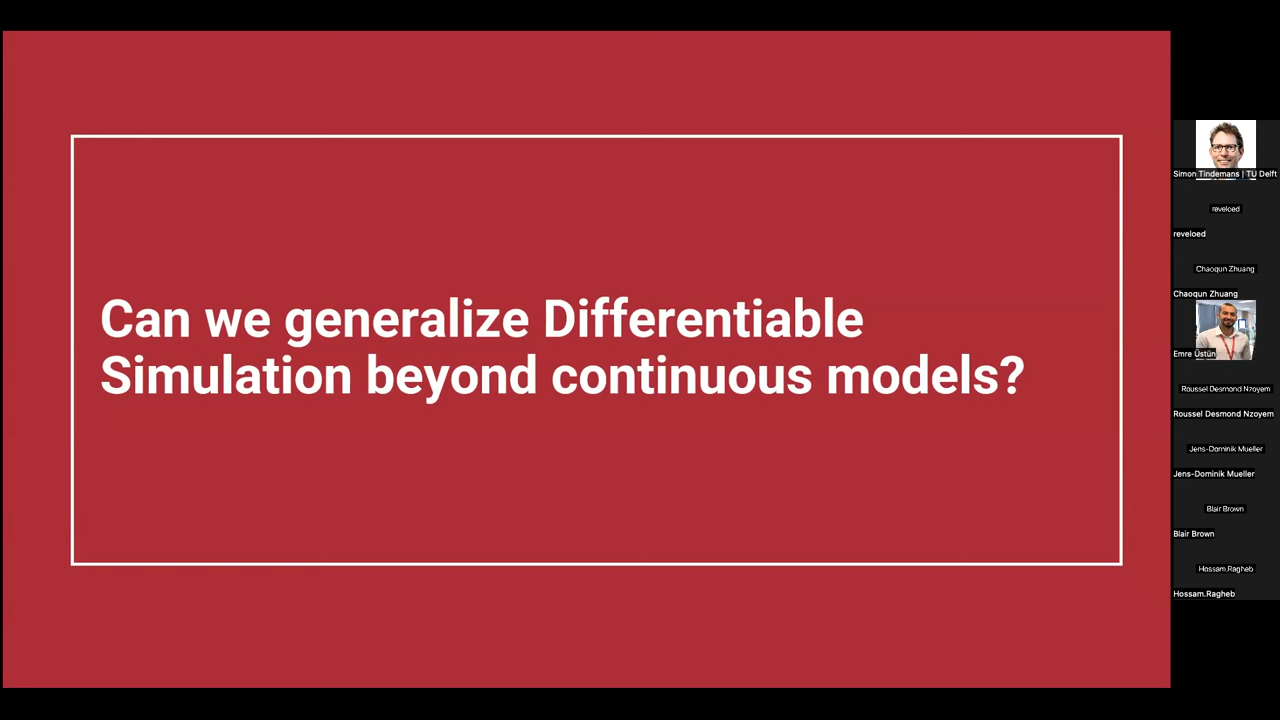 Can we generalize Differentiable
Simulation beyond continuous models?
Simon Tindemans | TU Delft
reveloed
reveloed
Chaoqun Zhuang
Chaoqun Zhuang
Emre Üstün
Roussel Desmond Nzoyem
Roussel Desmond Nzoyem
Jens-Dominik Mueller
Jens-Dominik Mueller
Blair Brown
Blair Brown
Hossam.Ragheb
Hossam.Ragheb